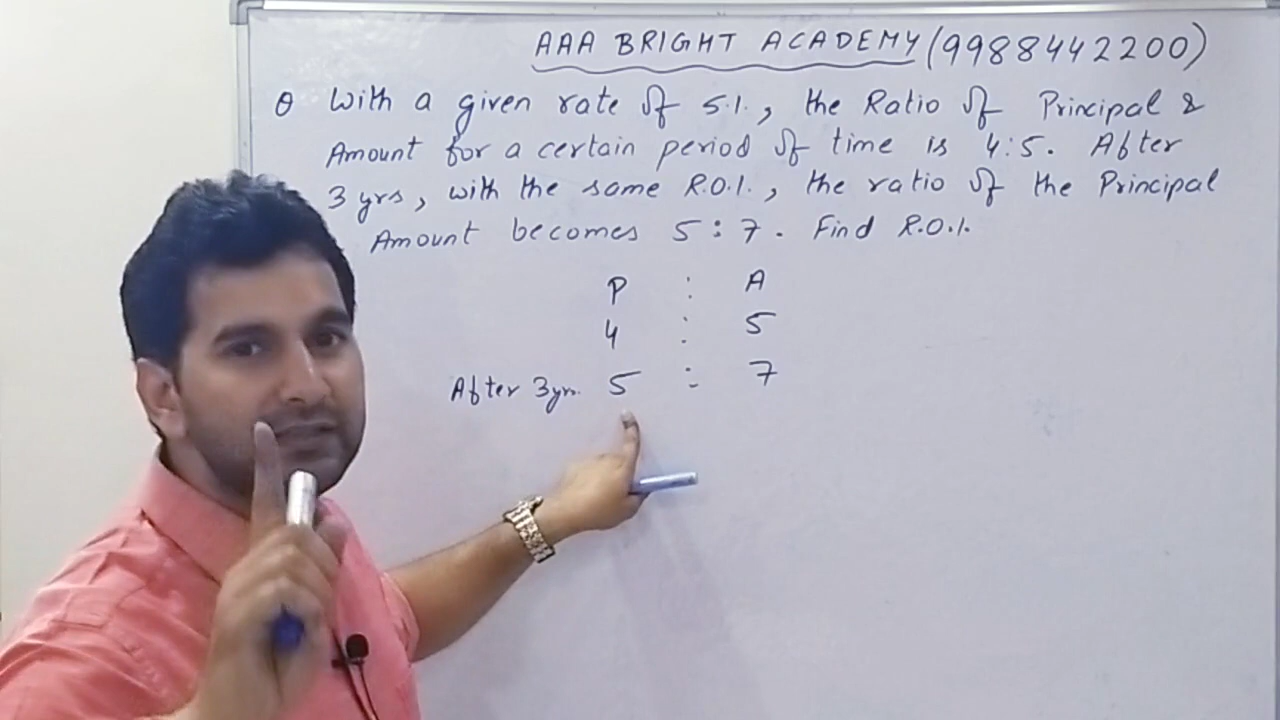 AAA BRIGHT ACADEMY (9988442200)
Q With a given rate of S.I., the Ratio of Principal &
Amount for a certain period of time is 4:5. After
3 yrs, with the same R.O.I., the ratio of the Principal
Amount becomes 5:7. Find R.O.I.
P : A
4 : 5
After 3yrs. 5 : 7